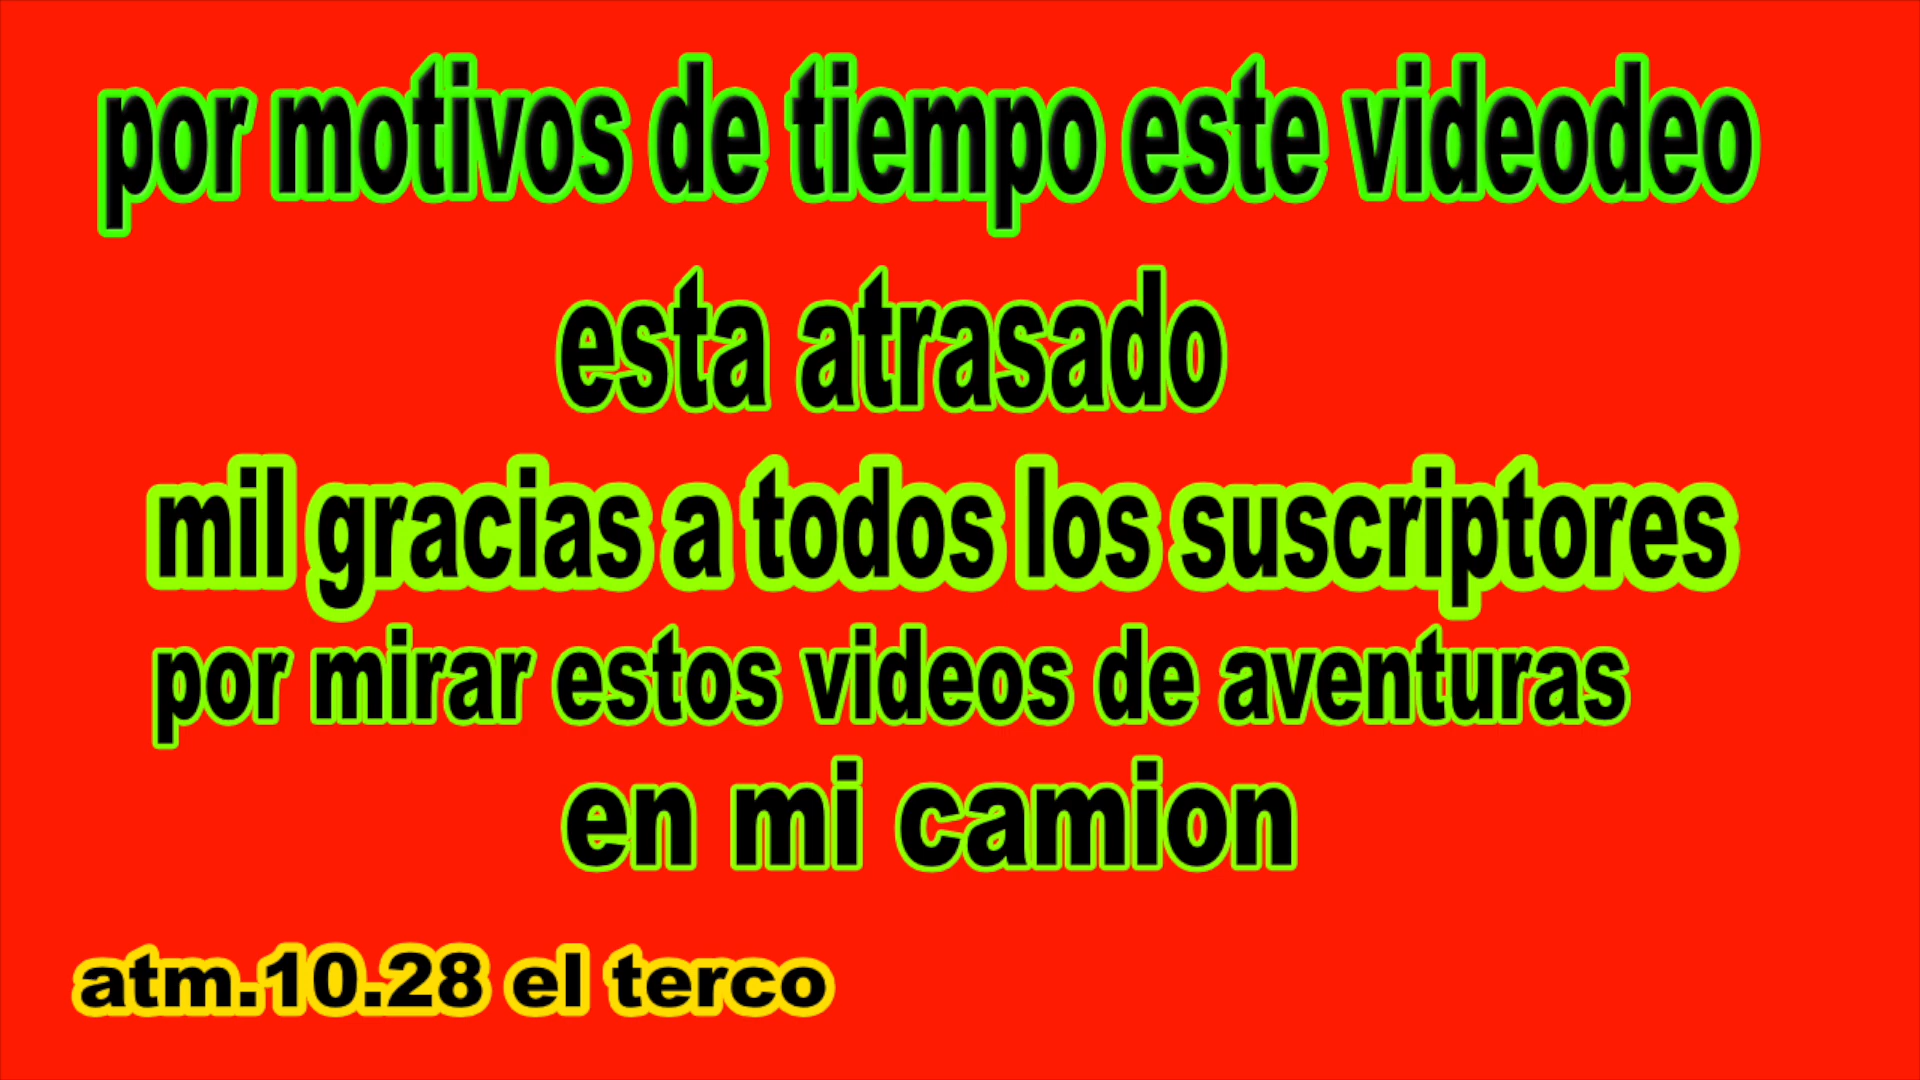 por motivos de tiempo este videodeo
esta atrasado
mil gracias a todos los suscriptores
por mirar estos videos de aventuras
en mi camion
atm.10.28 el terco